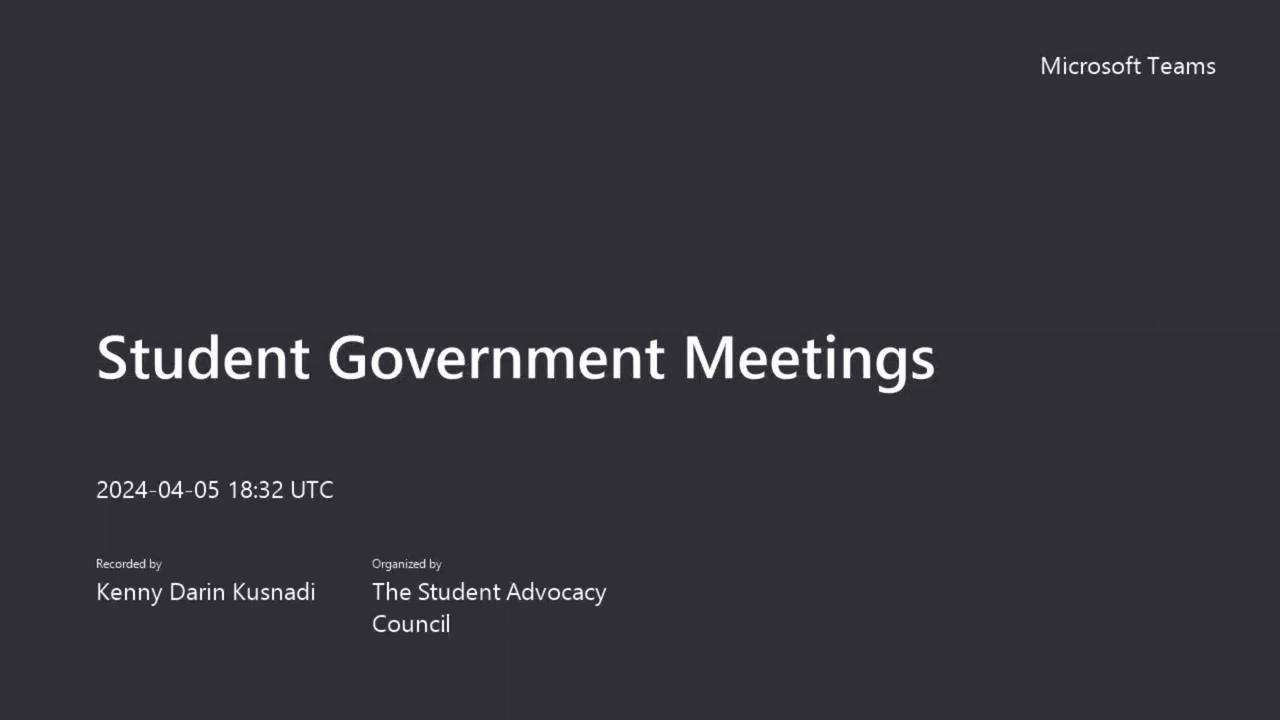 Microsoft Teams
Student Government Meetings
2024-04-05 18:32 UTC
Recorded by
Kenny Darin Kusnadi
Organized by
The Student Advocacy
Council